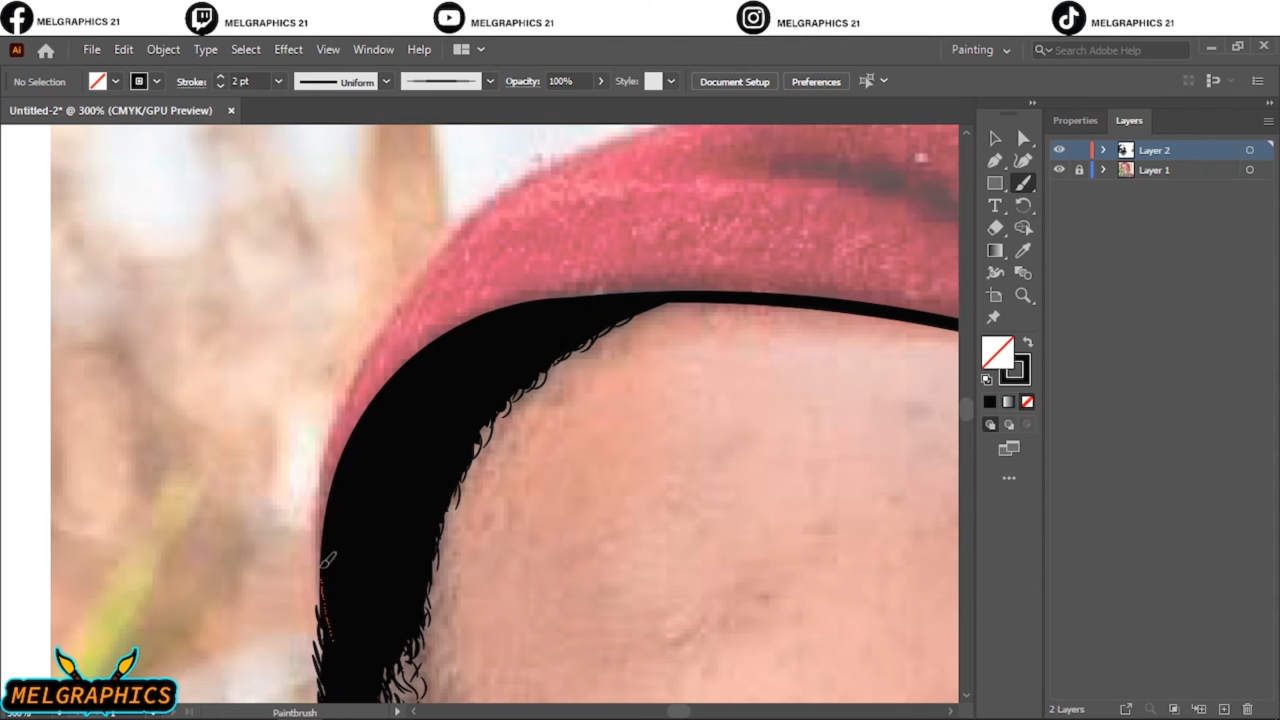 MELGRAPHICS 21 MELGRAPHICS 21 MELGRAPHICS 21 MELGRAPHICS 21 MELGRAPHICS 21
Ai File Edit Object Type Select Effect View Window Help Painting Search Adobe Help
No Selection Stroke: 2 pt Uniform Opacity: 100% Style: Document Setup Preferences
Untitled-2* @ 300% (CMYK/GPU Preview)
Properties Layers
Layer 2
Layer 1
MELGRAPHICS
2 Layers
Paintbrush